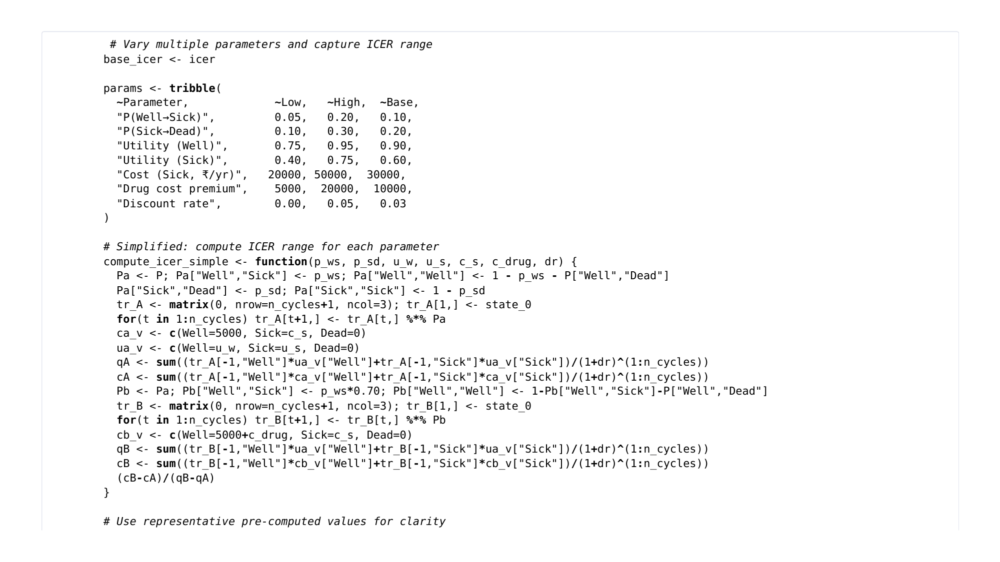 # Vary multiple parameters and capture ICER range
base_icer <- icer
params <- tribble(
~Parameter, ~Low, ~High, ~Base,
"P(Well→Sick)", 0.05, 0.20, 0.10,
"P(Sick→Dead)", 0.10, 0.30, 0.20,
"Utility (Well)", 0.75, 0.95, 0.90,
"Utility (Sick)", 0.40, 0.75, 0.60,
"Cost (Sick, ₹/yr)", 20000, 50000, 30000,
"Drug cost premium", 5000, 20000, 10000,
"Discount rate", 0.00, 0.05, 0.03
)
# Simplified: compute ICER range for each parameter
compute_icer_simple <- function(p_ws, p_sd, u_w, u_s, c_s, c_drug, dr) {
Pa <- P; Pa["Well","Sick"] <- p_ws; Pa["Well","Well"] <- 1 - p_ws - P["Well","Dead"]
Pa["Sick","Dead"] <- p_sd; Pa["Sick","Sick"] <- 1 - p_sd
tr_A <- matrix(0, nrow=n_cycles+1, ncol=3); tr_A[1,] <- state_0
for(t in 1:n_cycles) tr_A[t+1,] <- tr_A[t,] %*% Pa
ca_v <- c(Well=5000, Sick=c_s, Dead=0)
ua_v <- c(Well=u_w, Sick=u_s, Dead=0)
qA <- sum((tr_A[-1,"Well"]*ua_v["Well"]+tr_A[-1,"Sick"]*ua_v["Sick"])/(1+dr)^(1:n_cycles))
cA <- sum((tr_A[-1,"Well"]*ca_v["Well"]+tr_A[-1,"Sick"]*ca_v["Sick"])/(1+dr)^(1:n_cycles))
Pb <- Pa; Pb["Well","Sick"] <- p_ws*0.70; Pb["Well","Well"] <- 1-Pb["Well","Sick"]-P["Well","Dead"]
tr_B <- matrix(0, nrow=n_cycles+1, ncol=3); tr_B[1,] <- state_0
for(t in 1:n_cycles) tr_B[t+1,] <- tr_B[t,] %*% Pb
cb_v <- c(Well=5000+c_drug, Sick=c_s, Dead=0)
qB <- sum((tr_B[-1,"Well"]*ua_v["Well"]+tr_B[-1,"Sick"]*ua_v["Sick"])/(1+dr)^(1:n_cycles))
cB <- sum((tr_B[-1,"Well"]*cb_v["Well"]+tr_B[-1,"Sick"]*cb_v["Sick"])/(1+dr)^(1:n_cycles))
(cB-cA)/(qB-qA)
}
# Use representative pre-computed values for clarity